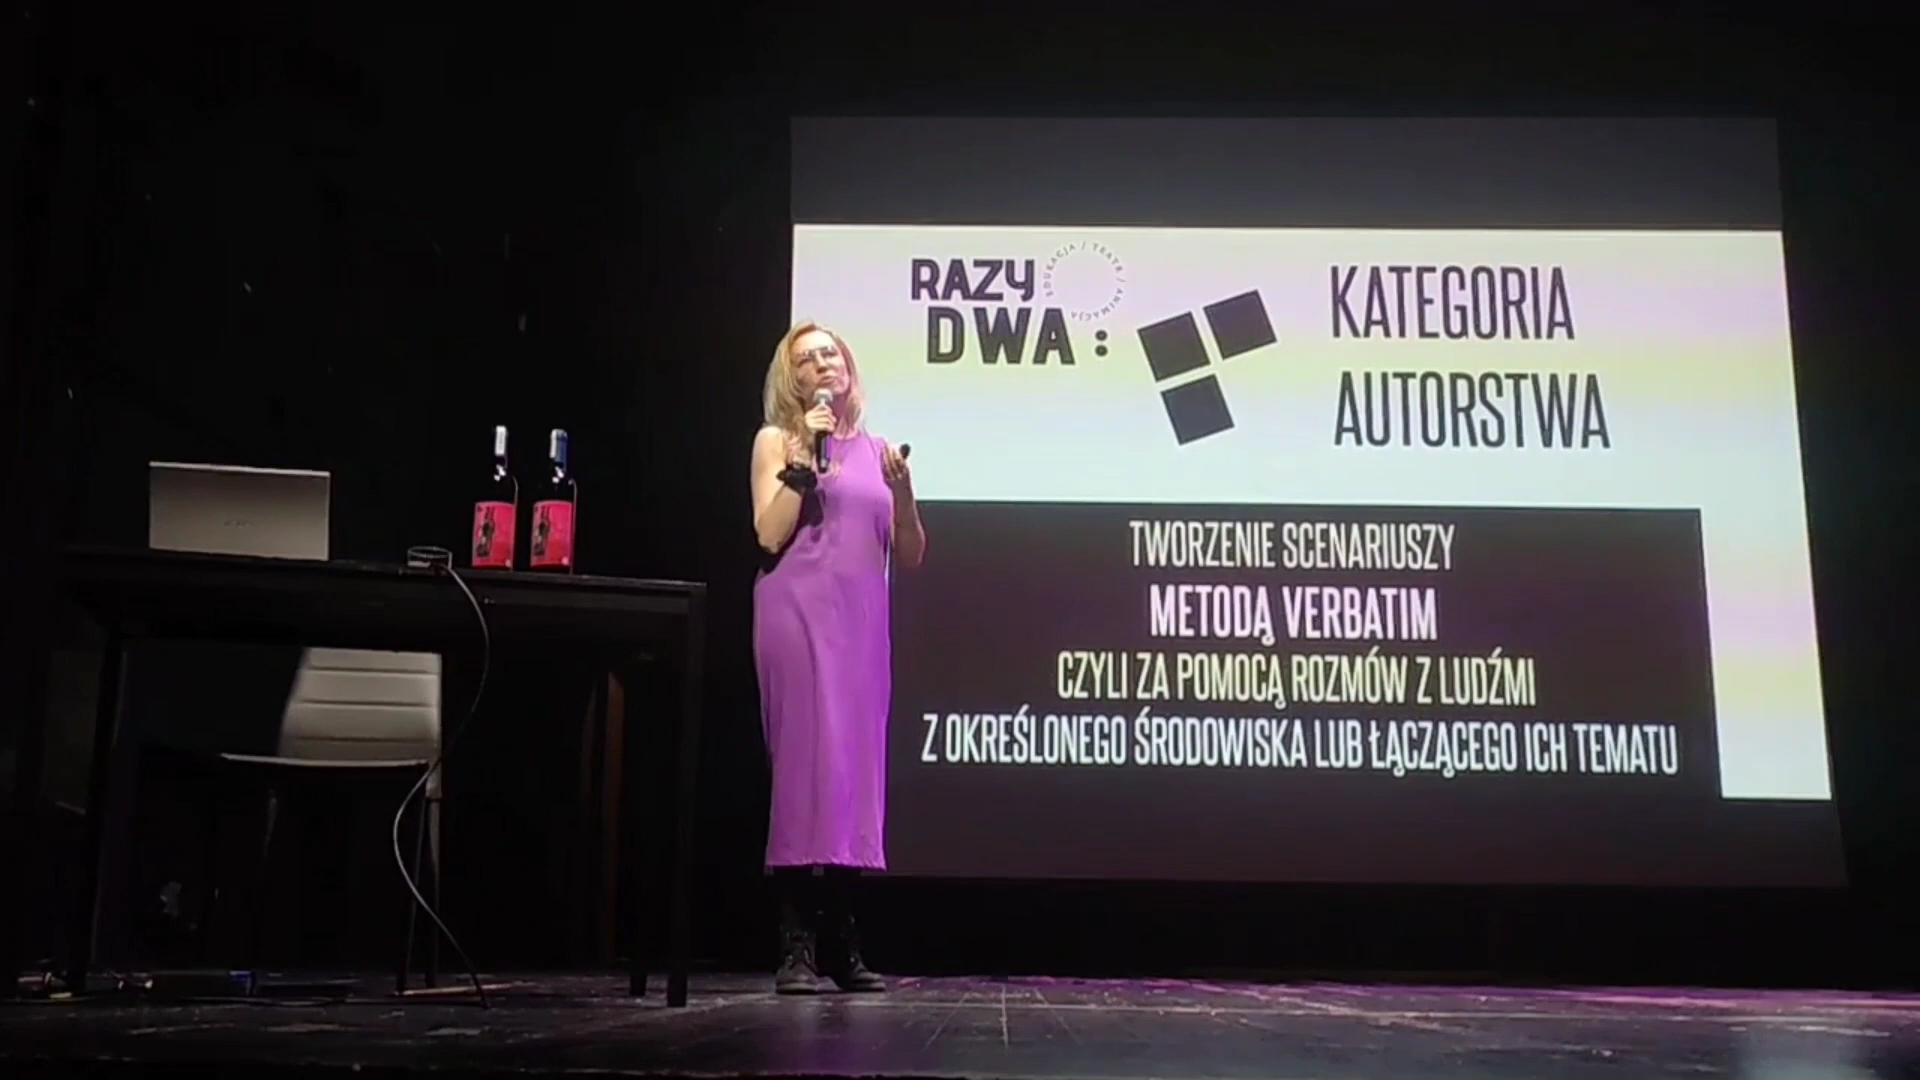 RAZY
DWA:
EDUKACJA / TEATR / ANIMACJA
KATEGORIA
AUTORSTWA
TWORZENIE SCENARIUSZY
METODĄ VERBATIM
CZYLI ZA POMOCĄ ROZMÓW Z LUDŹMI
Z OKREŚLONEGO ŚRODOWISKA LUB ŁĄCZĄCEGO ICH TEMATU